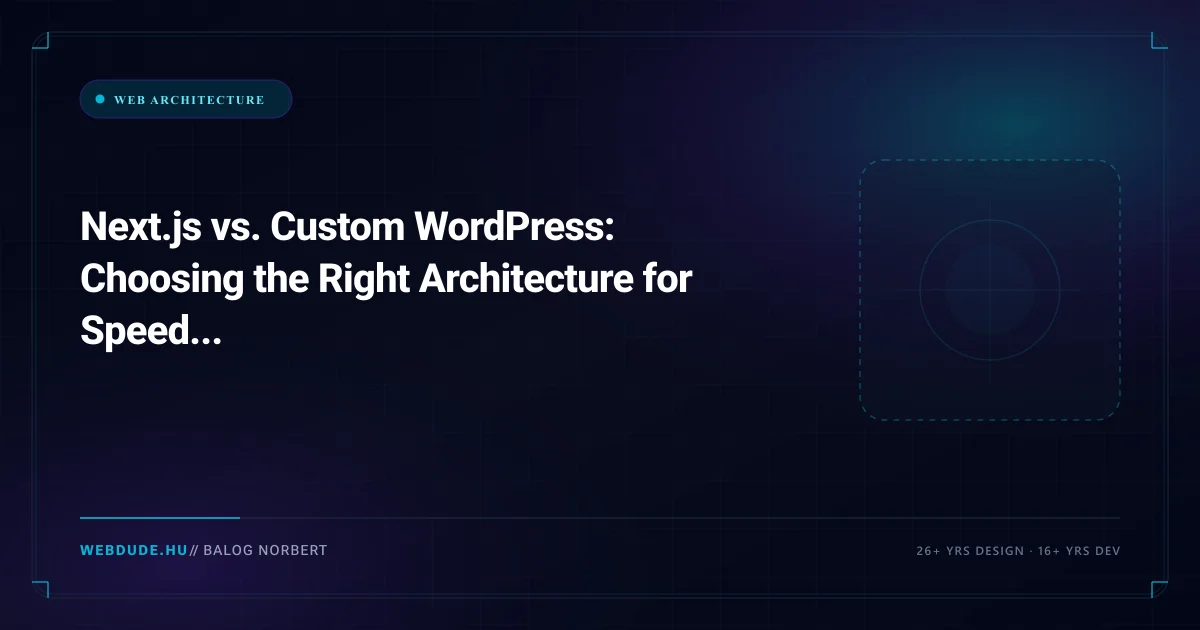 WEB ARCHITECTURE
Next.js vs. Custom WordPress:
Choosing the Right Architecture for
Speed...
WEBDUDE.HU// BALOG NORBERT
26+ YRS DESIGN · 16+ YRS DEV